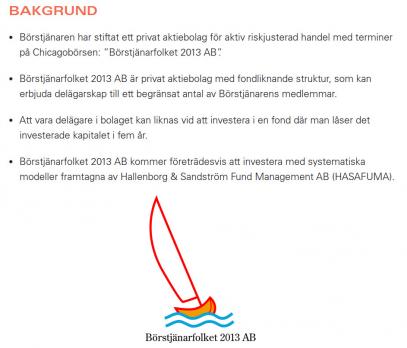 BAKGRUND
• Börstjänaren har stiftat ett privat aktiebolag för aktiv riskjusterad handel med terminer
på Chicagobörsen: ”Börstjänarfolket 2013 AB”.
• Börstjänarfolket 2013 AB är privat aktiebolag med fondliknande struktur, som kan
erbjuda delägarskap till ett begränsat antal av Börstjänarens medlemmar.
• Att vara delägare i bolaget kan liknas vid att investera i en fond där man låser det
investerade kapitalet i fem år.
• Börstjänarfolket 2013 AB kommer företrädesvis att investera med systematiska
modeller framtagna av Hallenborg & Sandström Fund Management AB (HASAFUMA).
Börstjänarfolket 2013 AB